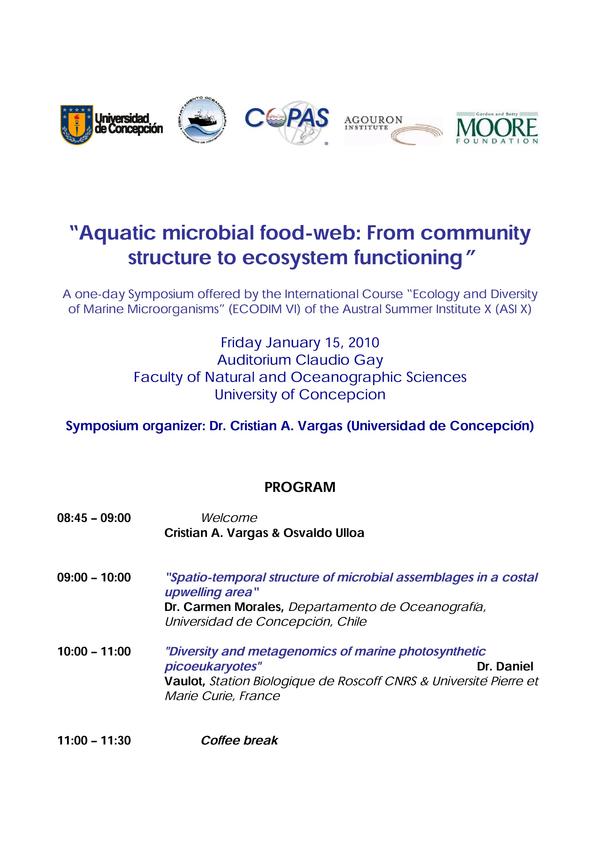 Universidad
de Concepción
COPAS
AGOURON
INSTITUTE
Gordon and Betty
MOORE
FOUNDATION
“Aquatic microbial food-web: From community
structure to ecosystem functioning”
A one-day Symposium offered by the International Course “Ecology and Diversity
of Marine Microorganisms” (ECODIM VI) of the Austral Summer Institute X (ASI X)
Friday January 15, 2010
Auditorium Claudio Gay
Faculty of Natural and Oceanographic Sciences
University of Concepcion
Symposium organizer: Dr. Cristian A. Vargas (Universidad de Concepción)
PROGRAM
08:45 – 09:00 Welcome
Cristian A. Vargas & Osvaldo Ulloa
09:00 – 10:00 "Spatio-temporal structure of microbial assemblages in a costal
upwelling area"
Dr. Carmen Morales, Departamento de Oceanografía,
Universidad de Concepción, Chile
10:00 – 11:00 "Diversity and metagenomics of marine photosynthetic
picoeukaryotes" Dr. Daniel
Vaulot, Station Biologique de Roscoff CNRS & Université Pierre et
Marie Curie, France
11:00 – 11:30 Coffee break